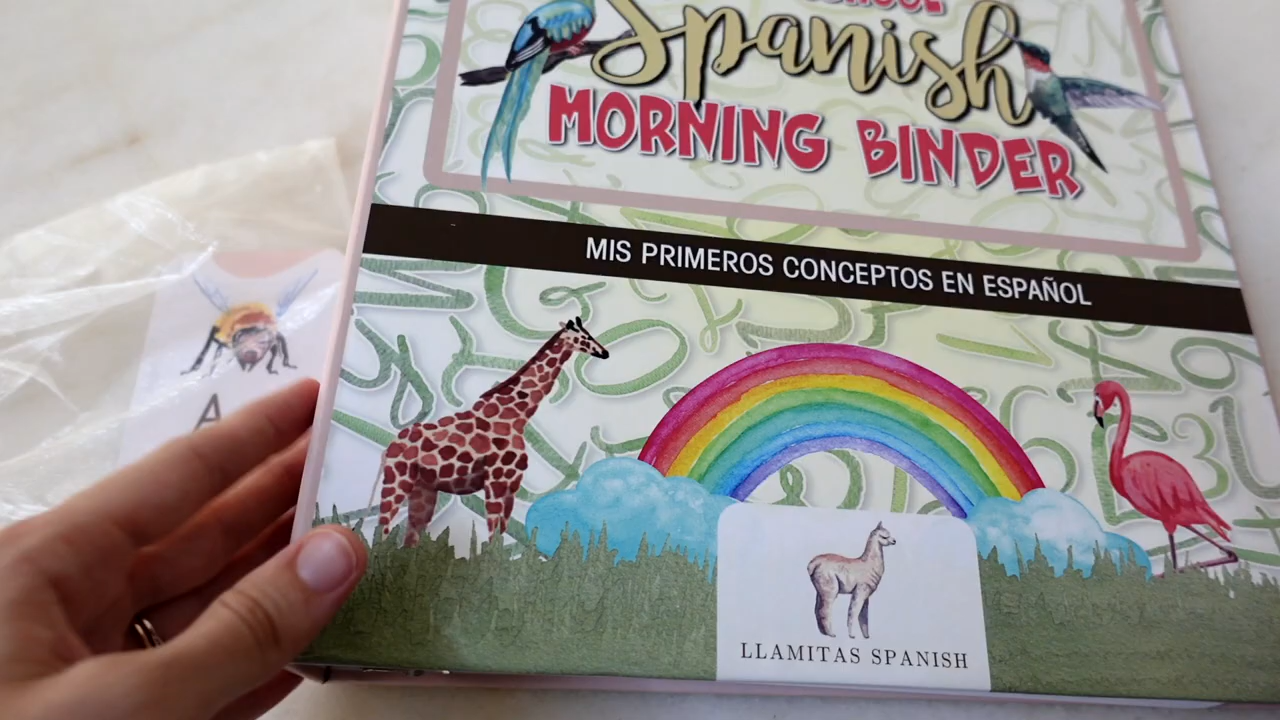 Spanish
MORNING BINDER
MIS PRIMEROS CONCEPTOS EN ESPAÑOL
A
LLAMITAS SPANISH